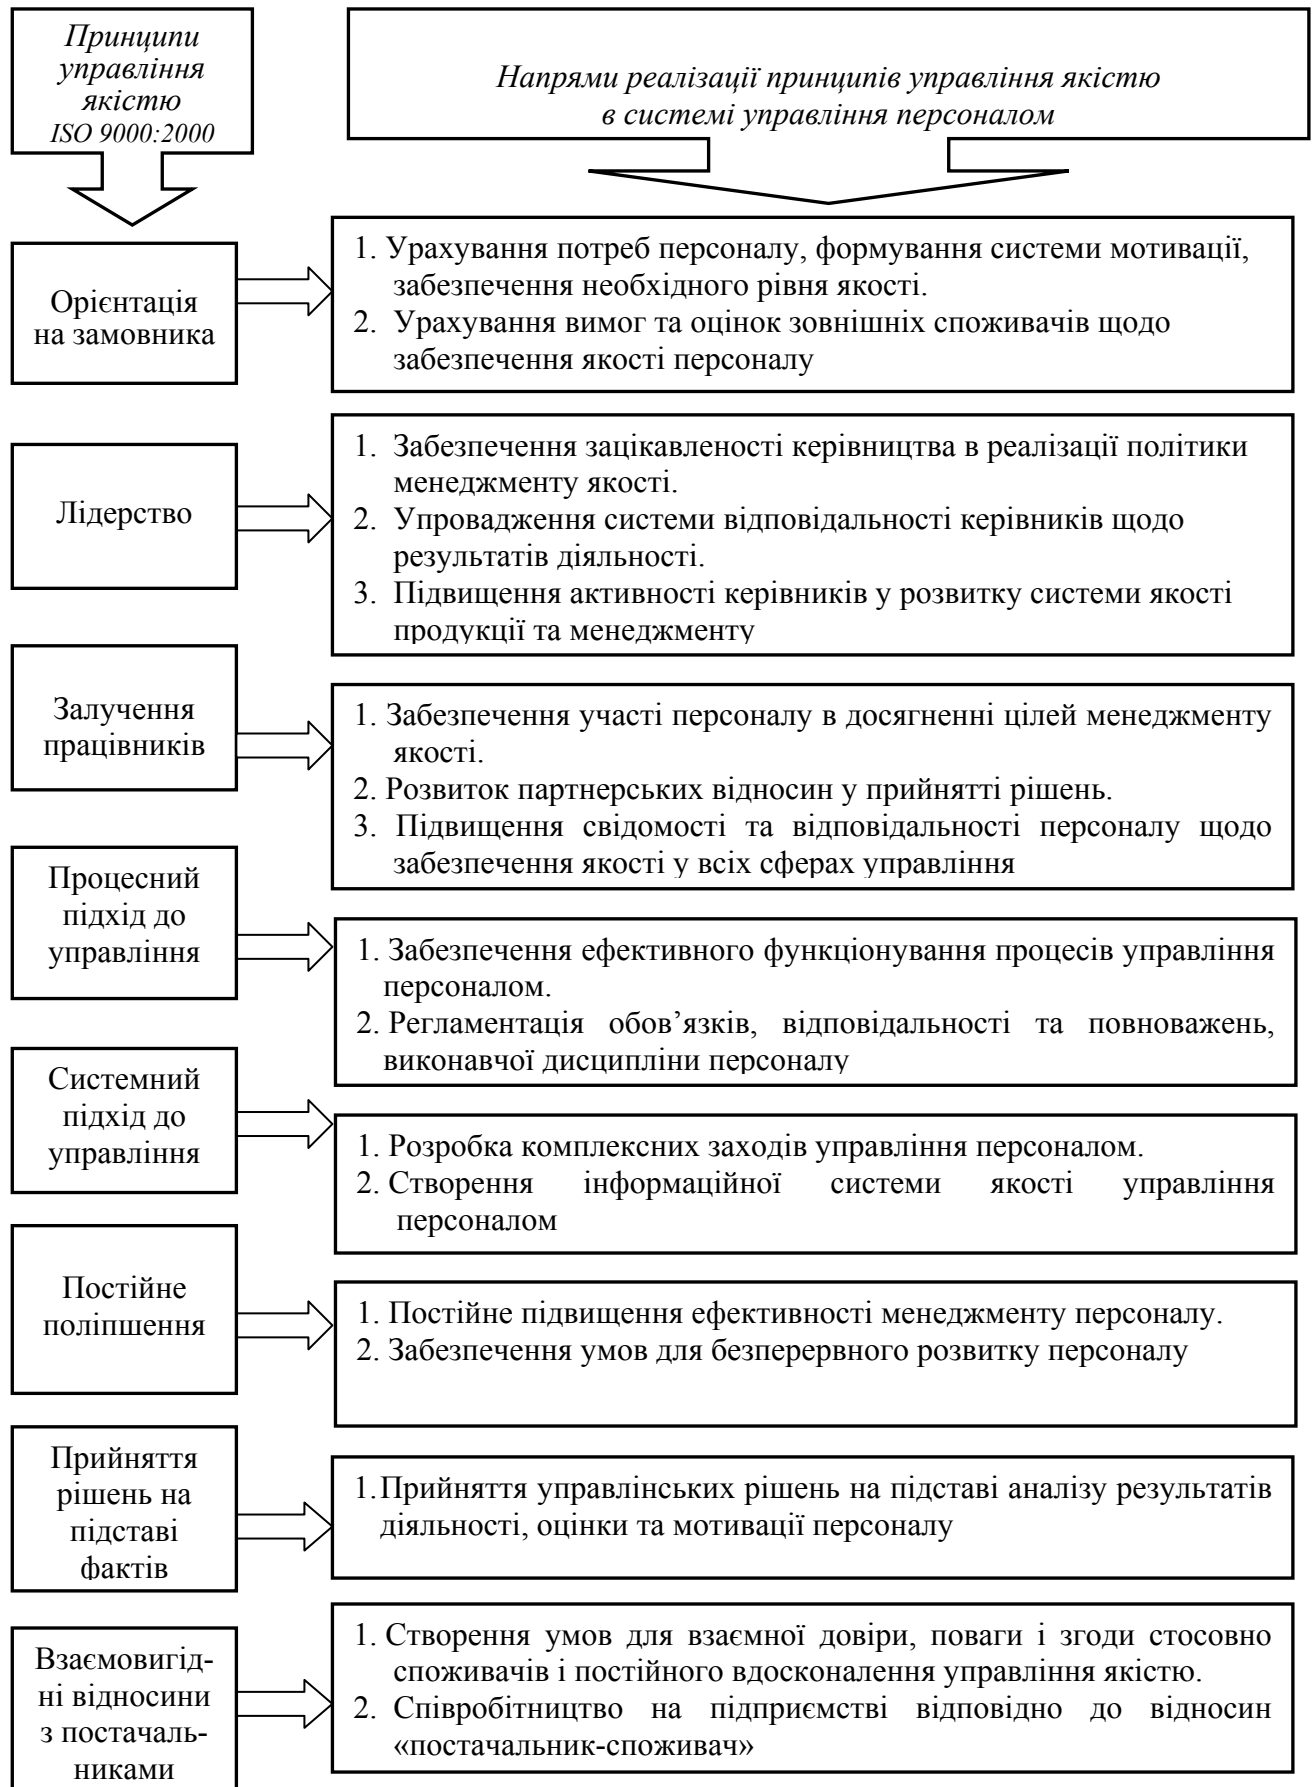 Принципи
управління
якістю
ISO 9000:2000
Напрями реалізації принципів управління якістю
в системі управління персоналом
Орієнтація
на замовника
1. Урахування потреб персоналу, формування системи мотивації,
забезпечення необхідного рівня якості.
2. Урахування вимог та оцінок зовнішніх споживачів щодо
забезпечення якості персоналу
Лідерство
1. Забезпечення зацікавленості керівництва в реалізації політики
менеджменту якості.
2. Упровадження системи відповідальності керівників щодо
результатів діяльності.
3. Підвищення активності керівників у розвитку системи якості
продукції та менеджменту
Залучення
працівників
1. Забезпечення участі персоналу в досягненні цілей менеджменту
якості.
2. Розвиток партнерських відносин у прийнятті рішень.
3. Підвищення свідомості та відповідальності персоналу щодо
забезпечення якості у всіх сферах управління
Процесний
підхід до
управління
1. Забезпечення ефективного функціонування процесів управління
персоналом.
2. Регламентація обов’язків, відповідальності та повноважень,
виконавчої дисципліни персоналу
Системний
підхід до
управління
1. Розробка комплексних заходів управління персоналом.
2. Створення інформаційної системи якості управління
персоналом
Постійне
поліпшення
1. Постійне підвищення ефективності менеджменту персоналу.
2. Забезпечення умов для безперервного розвитку персоналу
Прийняття
рішень на
підставі
фактів
1. Прийняття управлінських рішень на підставі аналізу результатів
діяльності, оцінки та мотивації персоналу
Взаємовигід-
ні відносини
з постачаль-
никами
1. Створення умов для взаємної довіри, поваги і згоди стосовно
споживачів і постійного вдосконалення управління якістю.
2. Співробітництво на підприємстві відповідно до відносин
«постачальник-споживач»